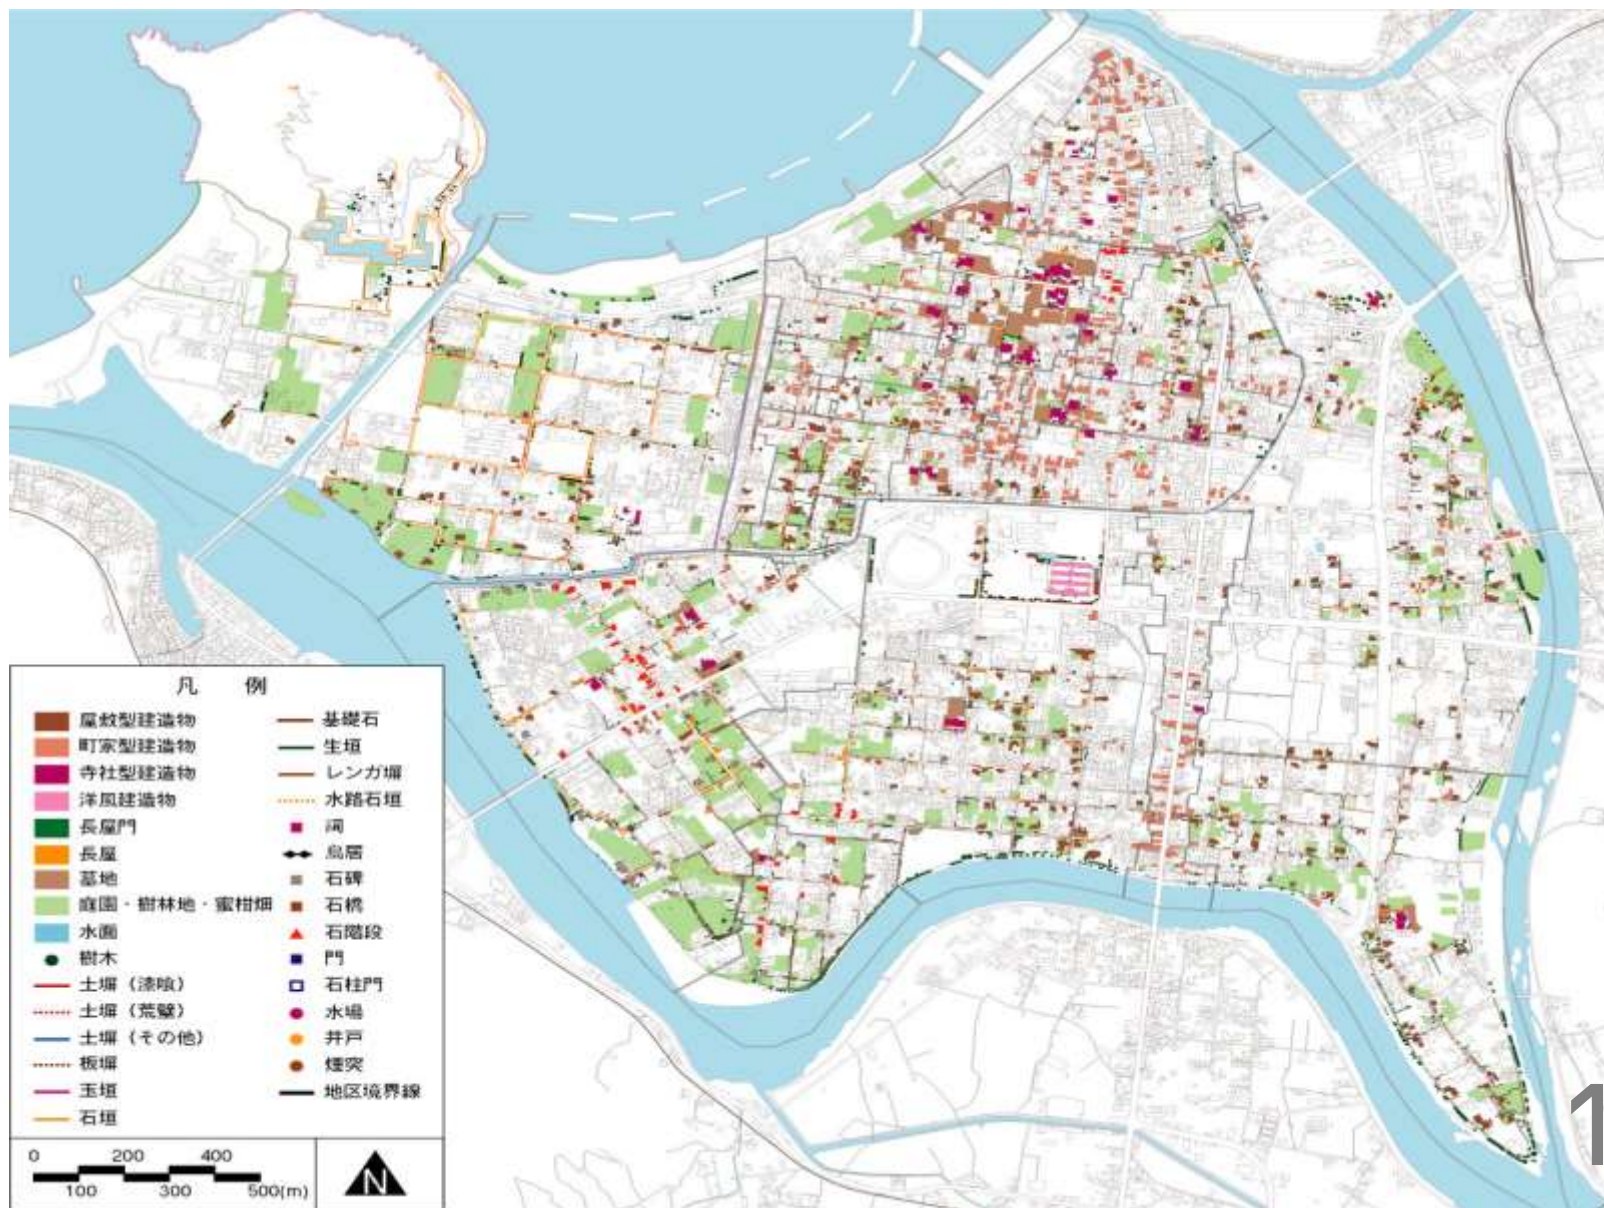 凡 例
屋敷型建造物
町家型建造物
寺社型建造物
洋風建造物
長屋門
長屋
墓地
庭園・樹林地・蜜柑畑
水面
樹木
土塀（漆喰）
土塀（荒壁）
土塀（その他）
板塀
玉垣
石垣
基礎石
生垣
レンガ塀
水路石垣
祠
鳥居
石碑
石橋
石階段
門
石柱門
水場
井戸
煙突
地区境界線
0 200 400
100 300 500(m)
N
1